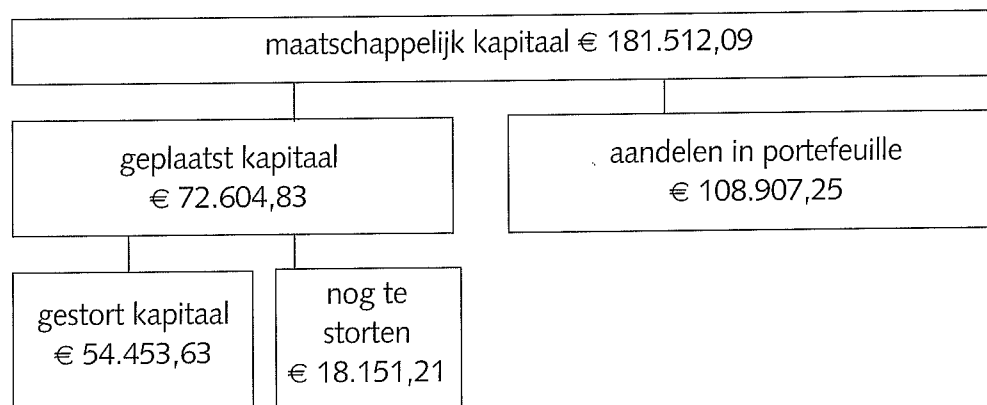 maatschappelijk kapitaal € 181.512,09
geplaatst kapitaal
€ 72.604,83
aandelen in portefeuille
€ 108.907,25
gestort kapitaal
€ 54.453,63
nog te
storten
€ 18.151,21